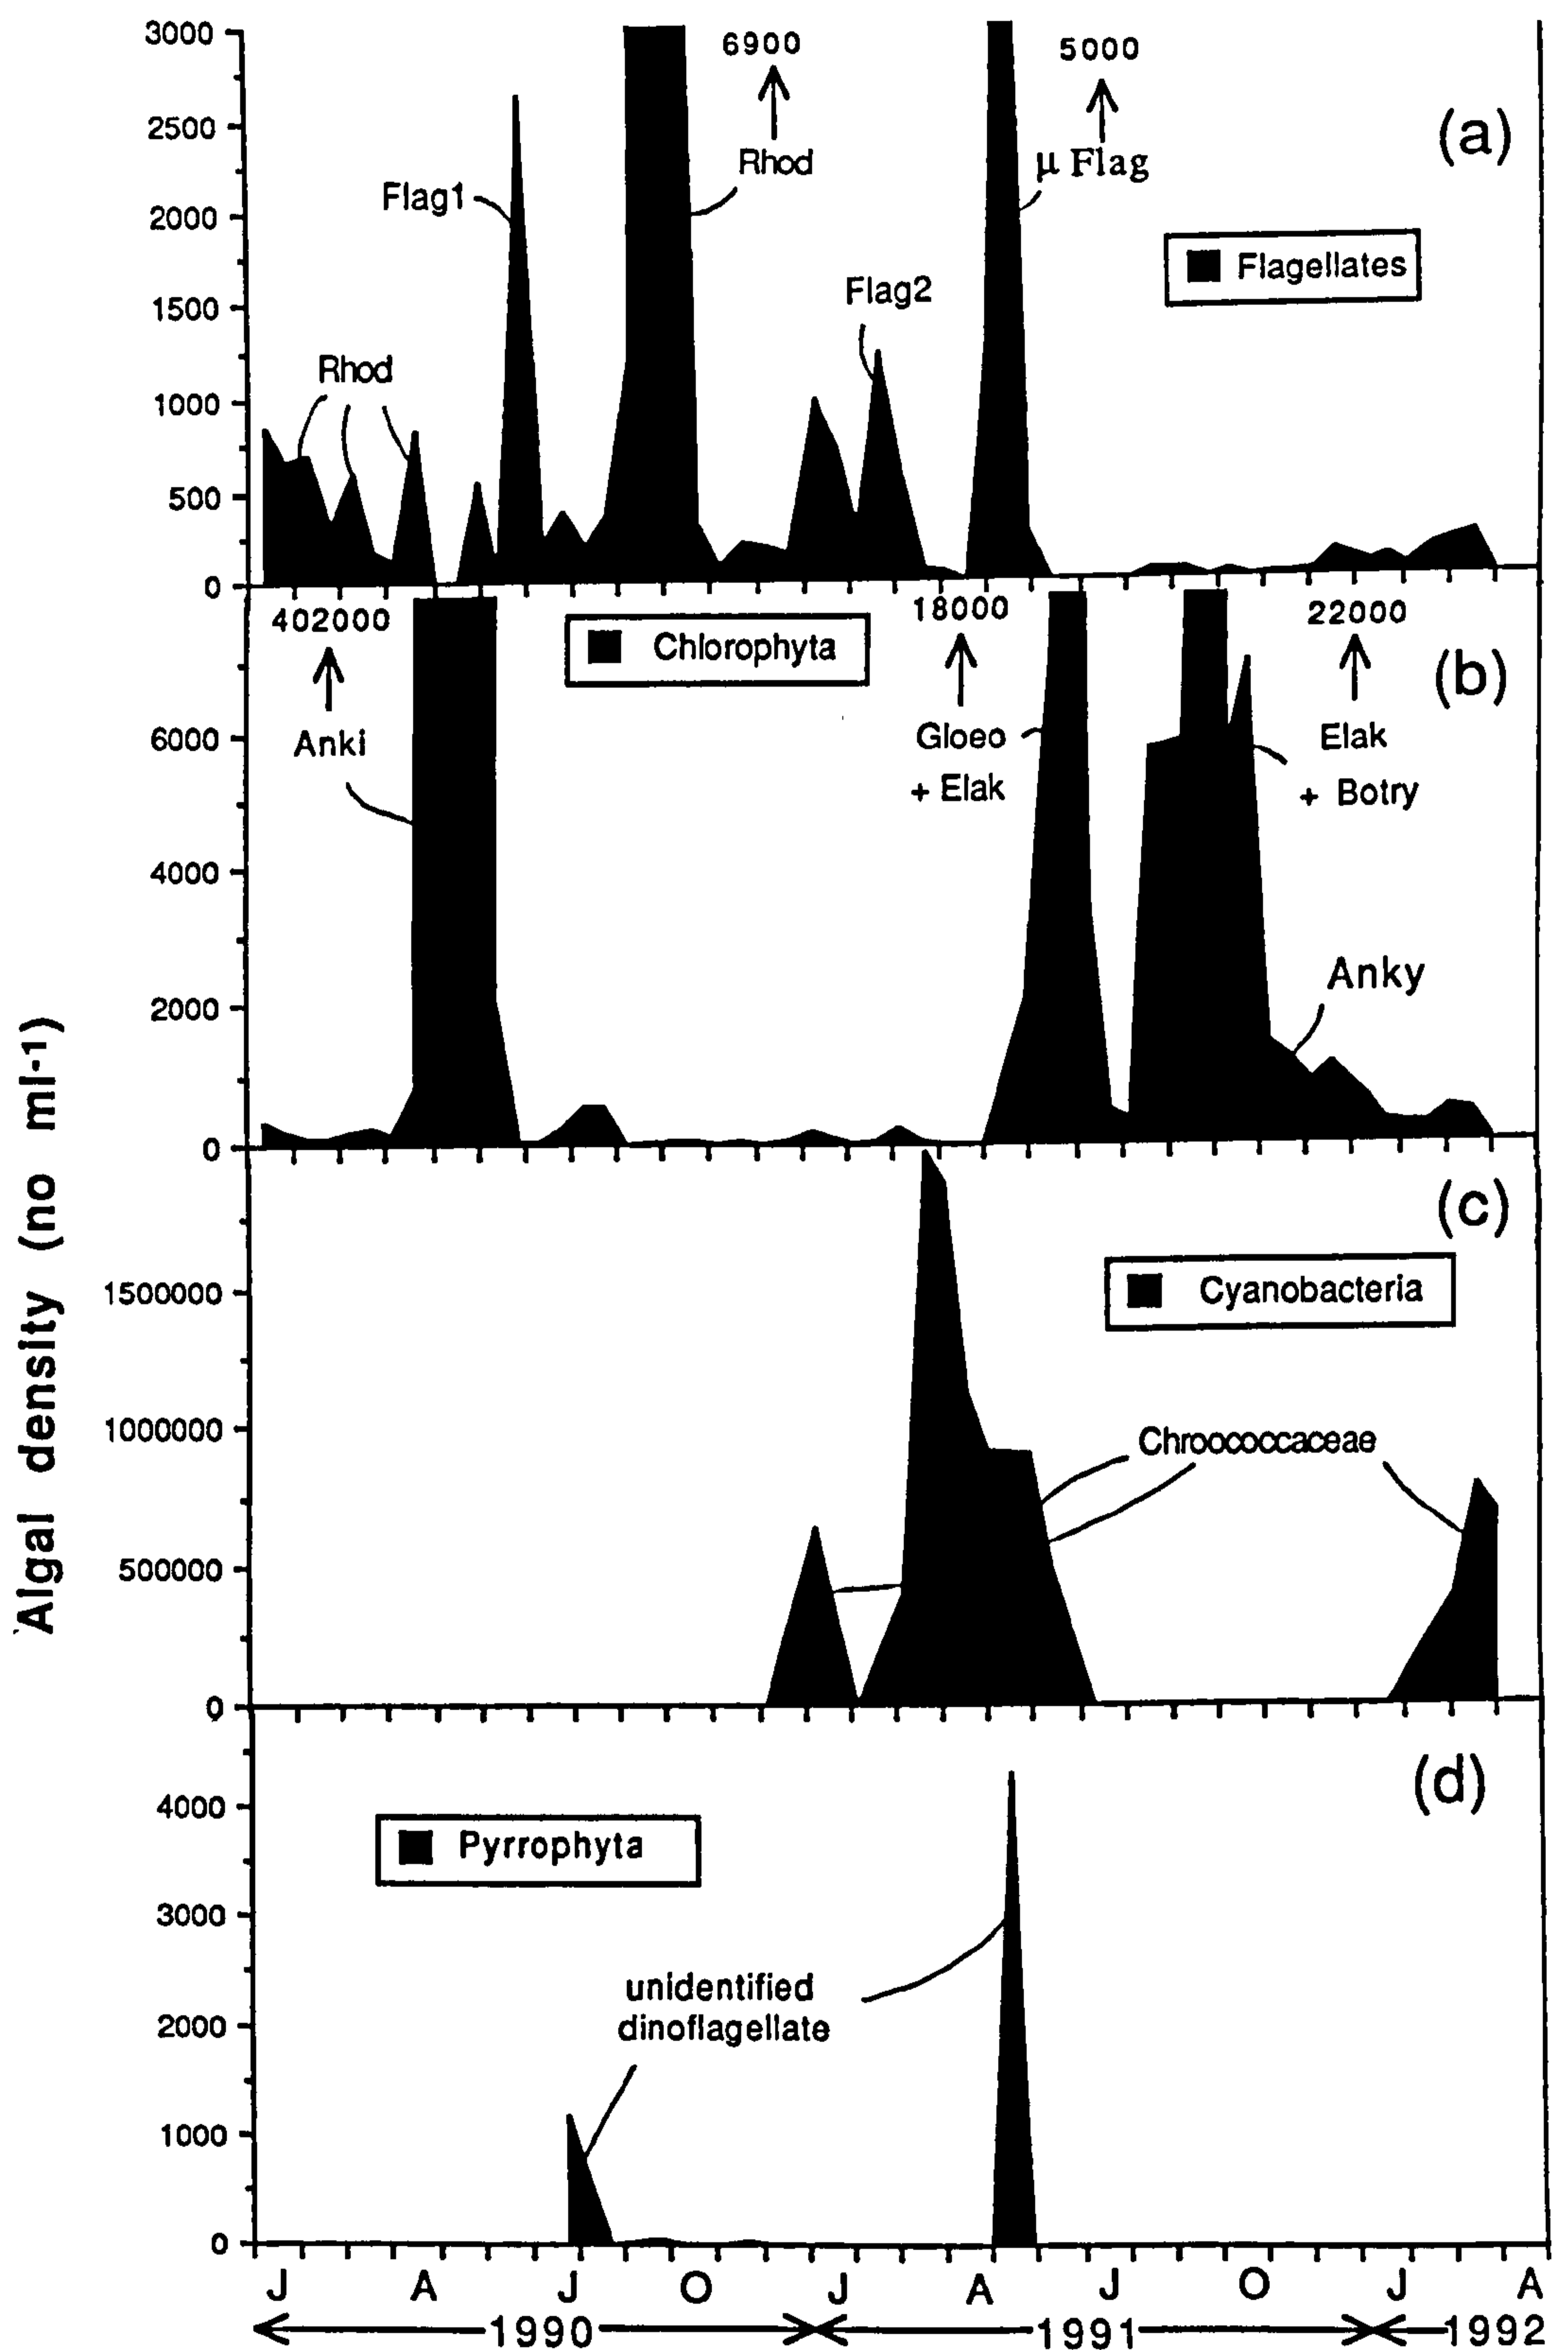 Algal density (no ml-1)
3000
2500
2000
1500
1000
500
0
6900
Rhod
5000
µ Flag
(a)
Flag1
Flagellates
Flag2
Rhod
402000
Anki
Chlorophyta
18000
Gloeo
+ Elak
22000
Elak
+ Botry
(b)
6000
4000
2000
0
Anky
(c)
Cyanobacteria
1500000
1000000
500000
0
Chroococcaceae
(d)
Pyrrophyta
4000
3000
2000
1000
0
unidentified
dinoflagellate
J A J O J A J O J A
1990 1991 1992